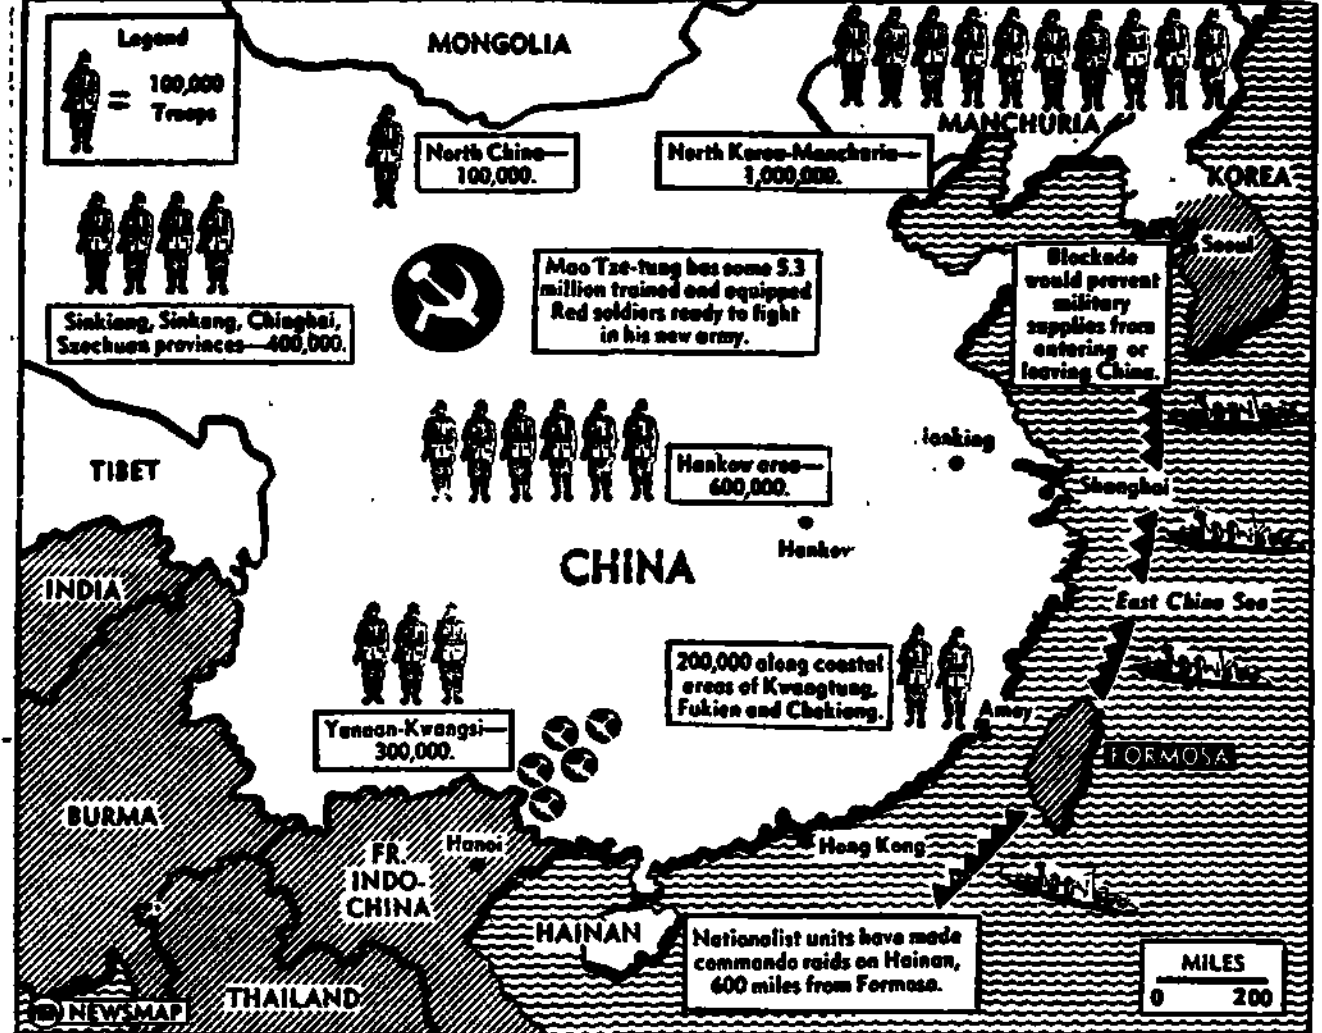 Legend
100,000
Troops
MONGOLIA
MANCHURIA
North China—
100,000.
North Korea-Manchuria—
1,000,000.
KOREA
Seoul
Sinkiang, Sinkang, Chinghai,
Szechuan provinces—400,000.
Mao Tze-tung has some 5.3
million trained and equipped
Red soldiers ready to fight
in his new army.
Blockade
would prevent
military
supplies from
entering or
leaving China.
TIBET
Hankow area—
600,000.
Shanghai
Hankow
CHINA
INDIA
East China Sea
200,000 along coastal
areas of Kwangtung,
Fukien and Chekiang.
Amoy
Yunnan-Kwangsi—
300,000.
FORMOSA
BURMA
Hanoi
Hong Kong
FR.
INDO-
CHINA
HAINAN
Nationalist units have made
commando raids on Hainan,
600 miles from Formosa.
MILES
0 200
THAILAND
NEWSMAP